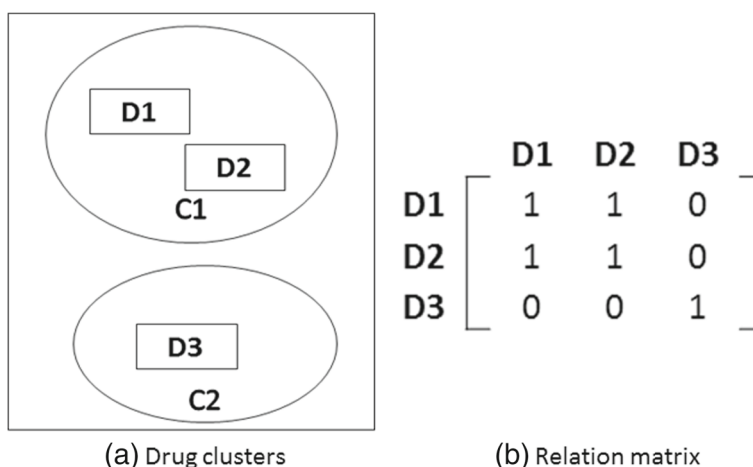 D1
D2
C1
D3
C2
(a) Drug clusters
D1 D2 D3
D1 1 1 0
D2 1 1 0
D3 0 0 1
(b) Relation matrix